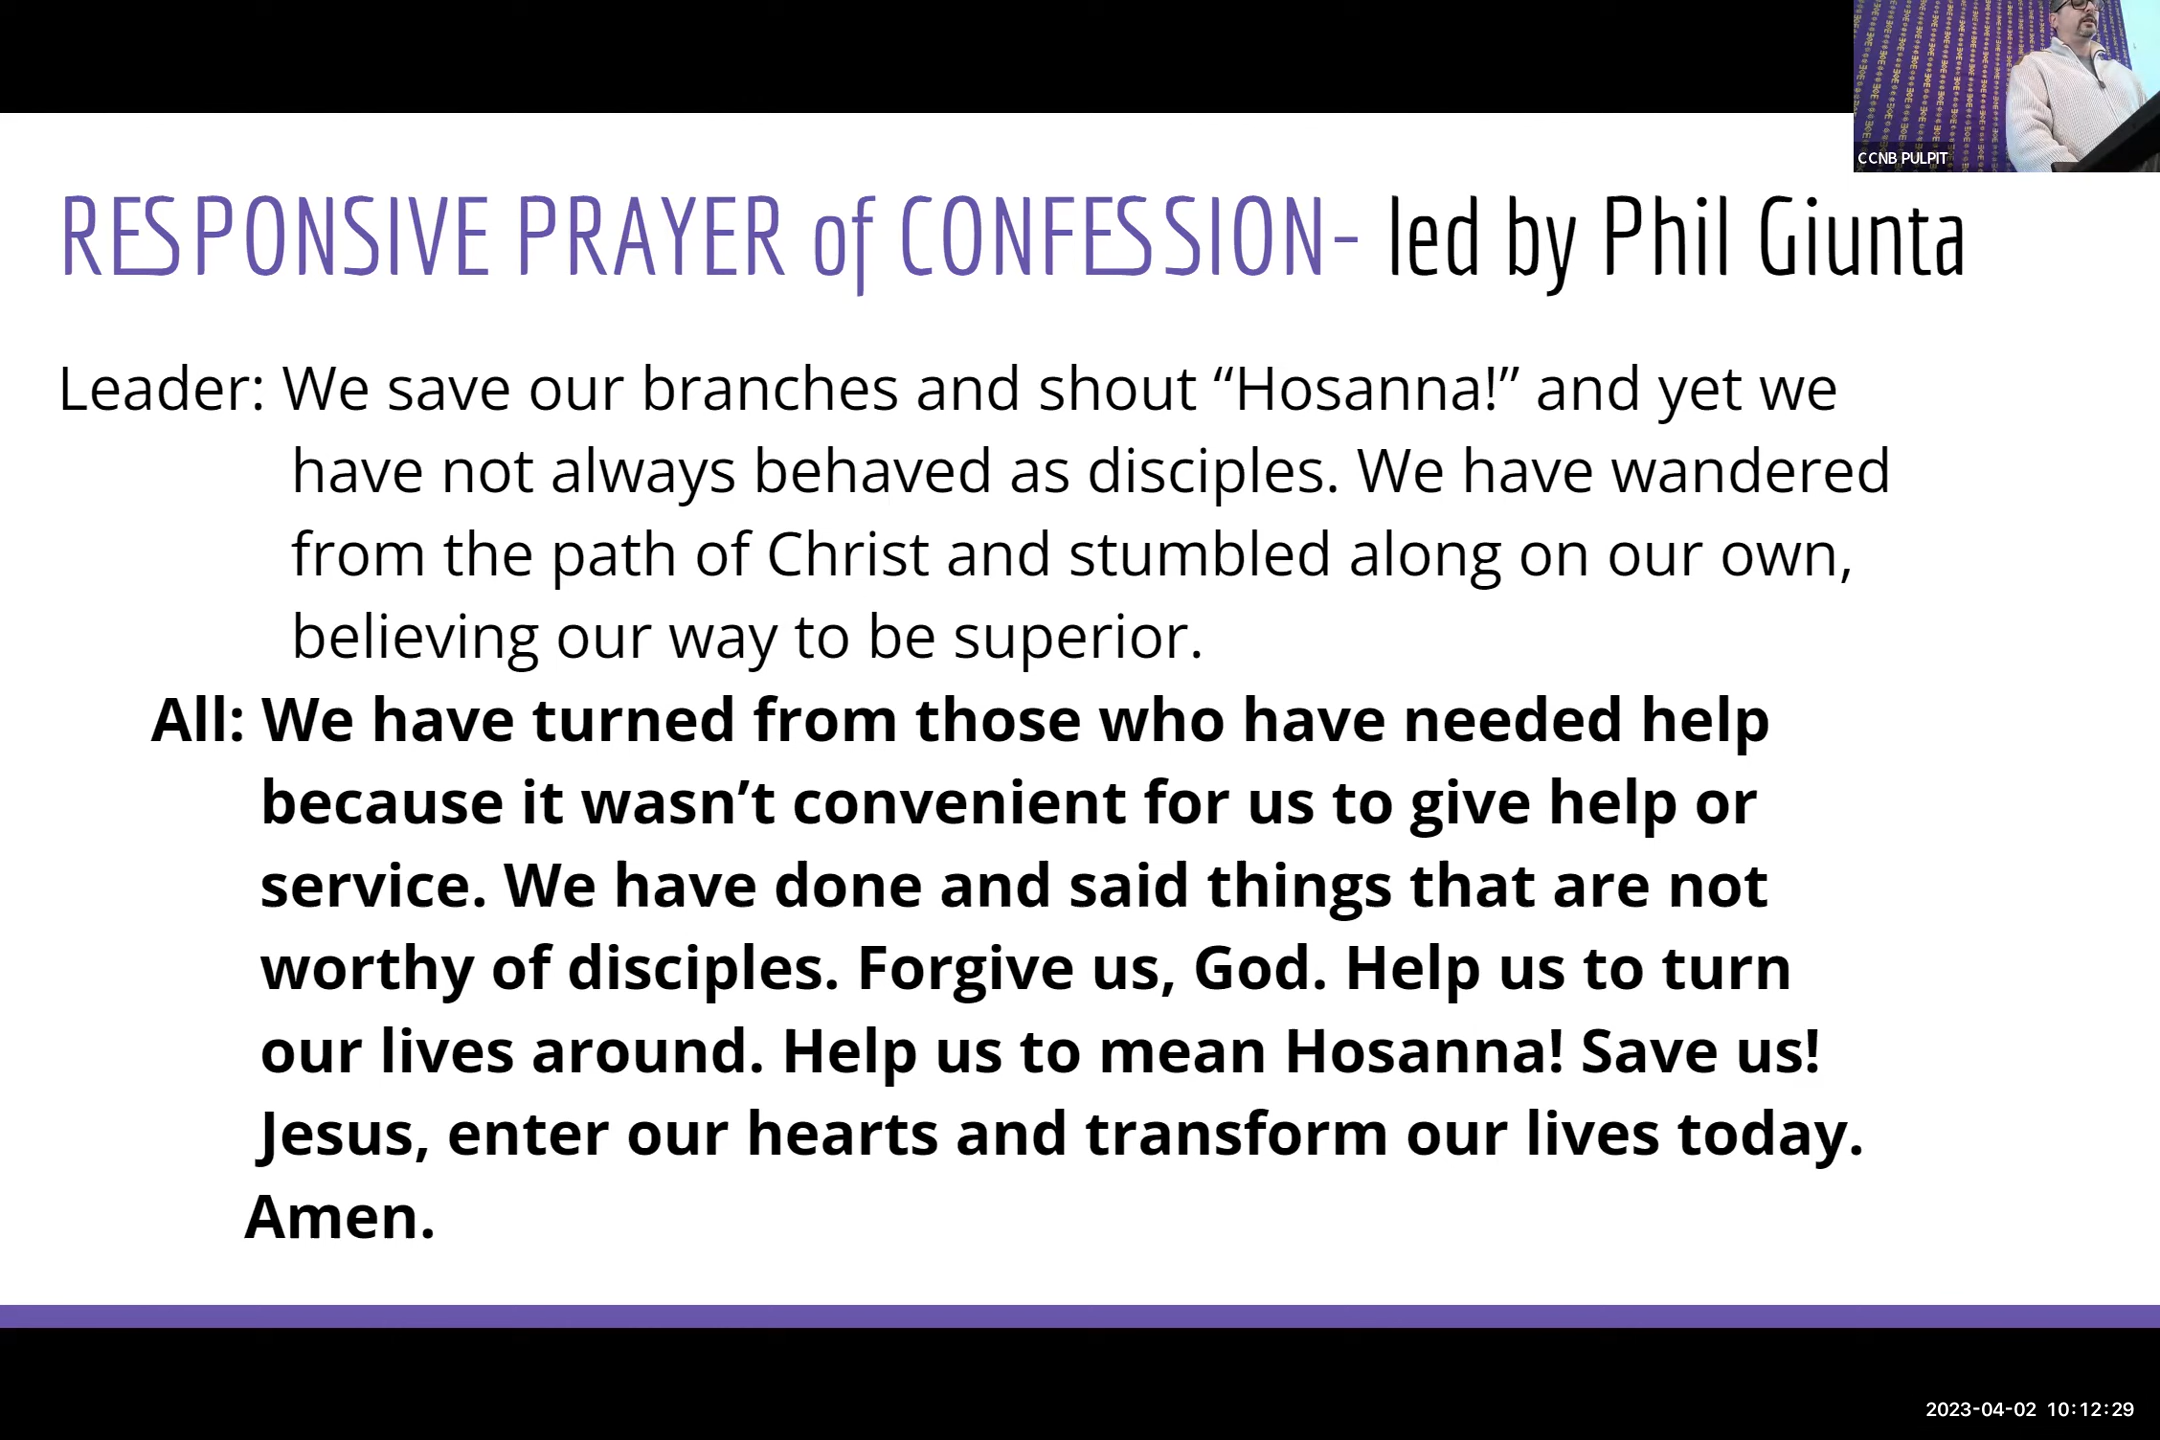 CCNB PULPIT
RESPONSIVE PRAYER of CONFESSION- led by Phil Giunta
Leader: We save our branches and shout “Hosanna!” and yet we
have not always behaved as disciples. We have wandered
from the path of Christ and stumbled along on our own,
believing our way to be superior.
All: We have turned from those who have needed help
because it wasn’t convenient for us to give help or
service. We have done and said things that are not
worthy of disciples. Forgive us, God. Help us to turn
our lives around. Help us to mean Hosanna! Save us!
Jesus, enter our hearts and transform our lives today.
Amen.
2023-04-02 10:12:29